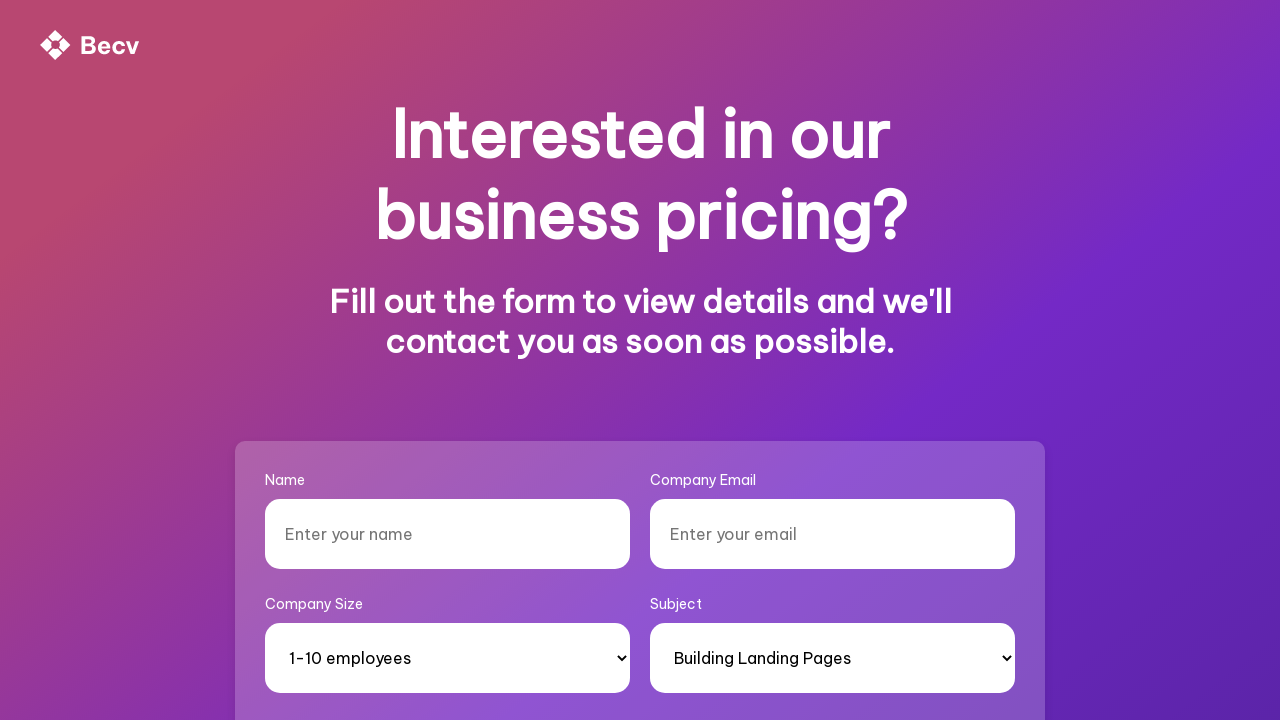 Becv
Interested in our
business pricing?
Fill out the form to view details and we'll
contact you as soon as possible.
Name
Company Email
Enter your name
Enter your email
Company Size
Subject
1-10 employees
Building Landing Pages